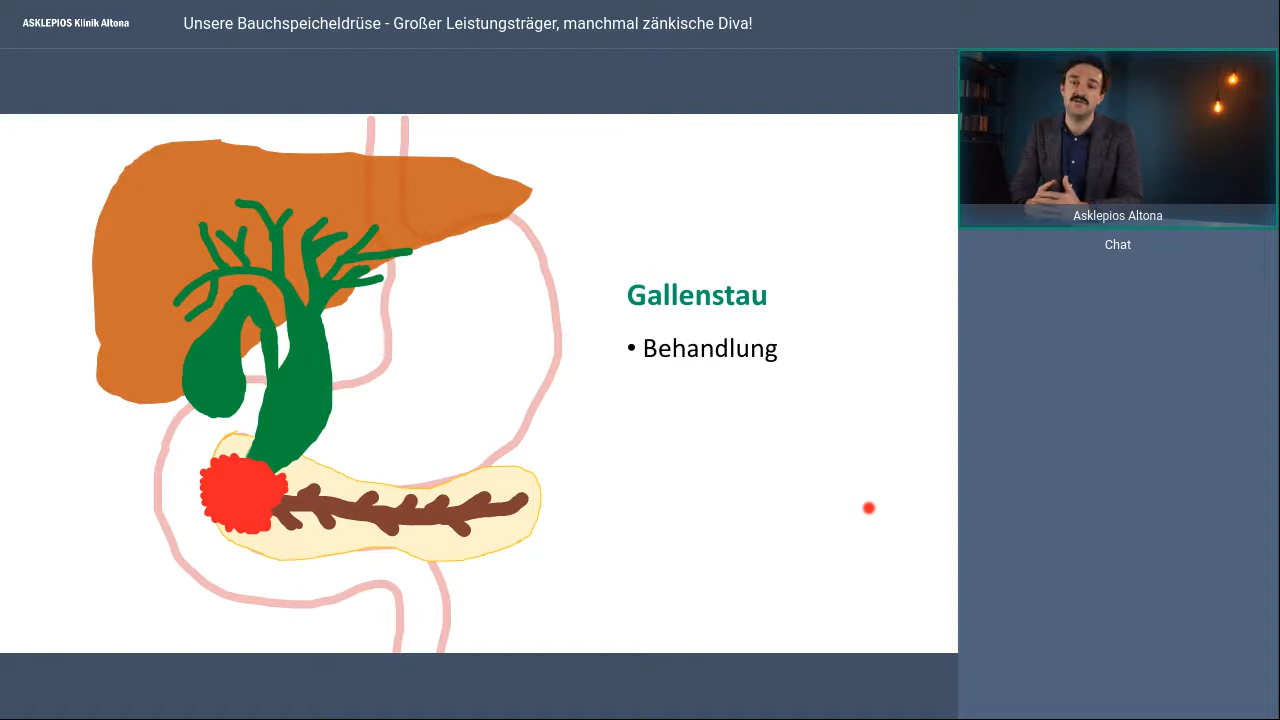 ASKLEPIOS Klinik Altona
Unsere Bauchspeicheldrüse - Großer Leistungsträger, manchmal zänkische Diva!
Asklepios Altona
Chat
Gallenstau
• Behandlung